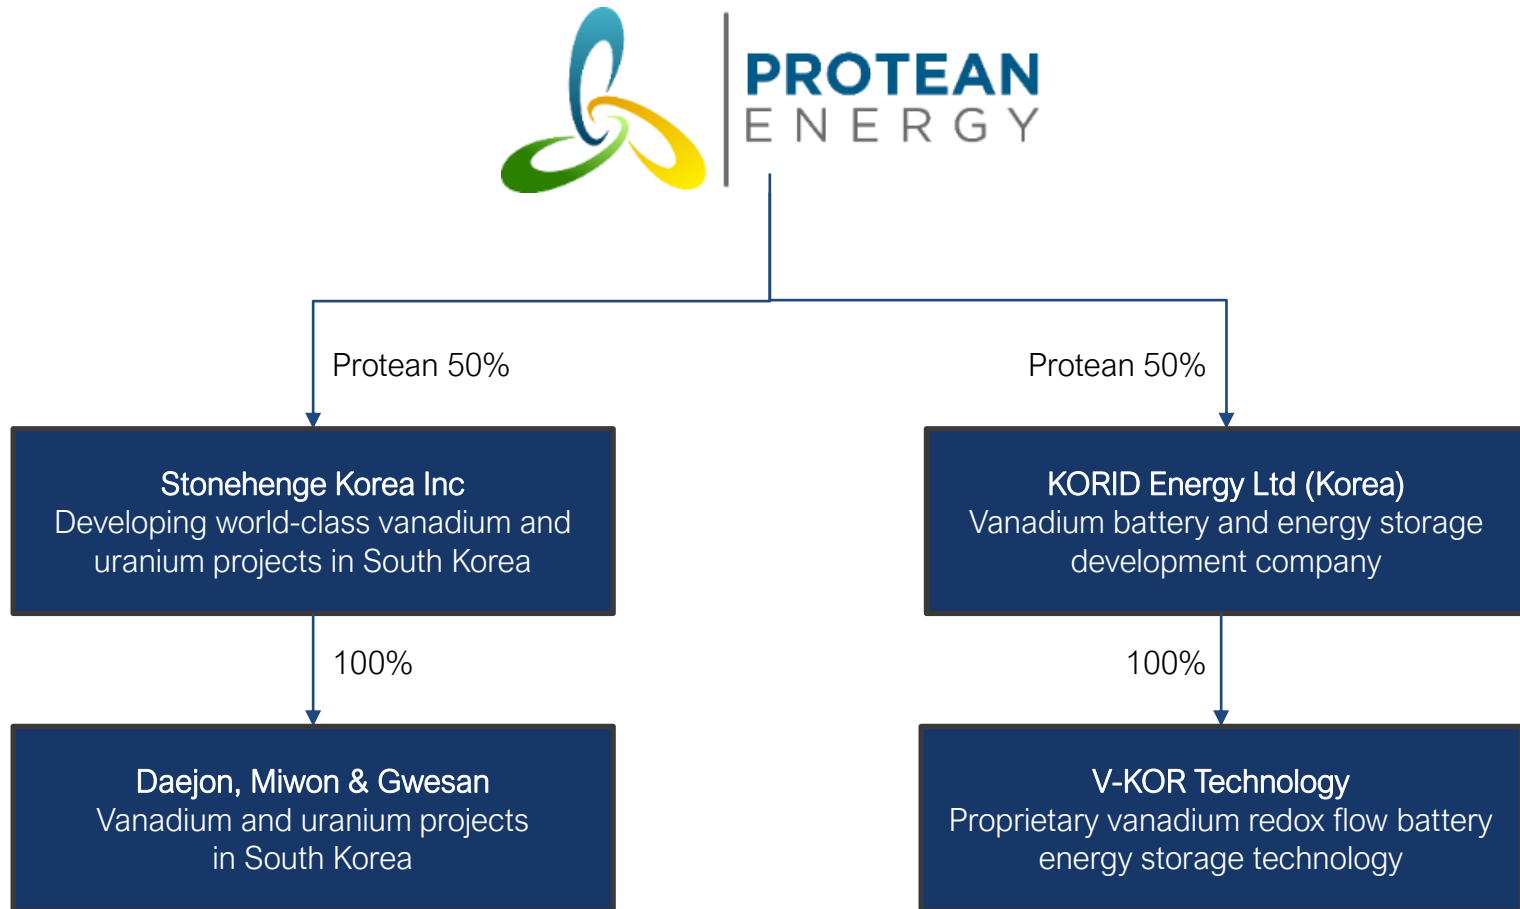 PROTEAN
ENERGY
Protean 50%
Protean 50%
Stonehenge Korea Inc
Developing world-class vanadium and
uranium projects in South Korea
KORID Energy Ltd (Korea)
Vanadium battery and energy storage
development company
100%
100%
Daejon, Miwon & Gwesan
Vanadium and uranium projects
in South Korea
V-KOR Technology
Proprietary vanadium redox flow battery
energy storage technology